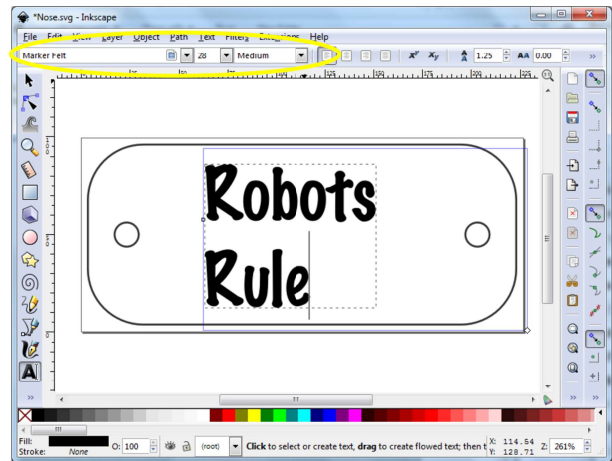 *Nose.svg - Inkscape
File Edit View Layer Object Path Text Filters Extensions Help
Marker Felt 28 Medium 1.25 0.00
Robots
Rule
Fill:
Stroke: None
O: 100
(root)
Click to select or create text, drag to create flowed text; then t
X: 114.54
Y: 128.71
Z: 261%